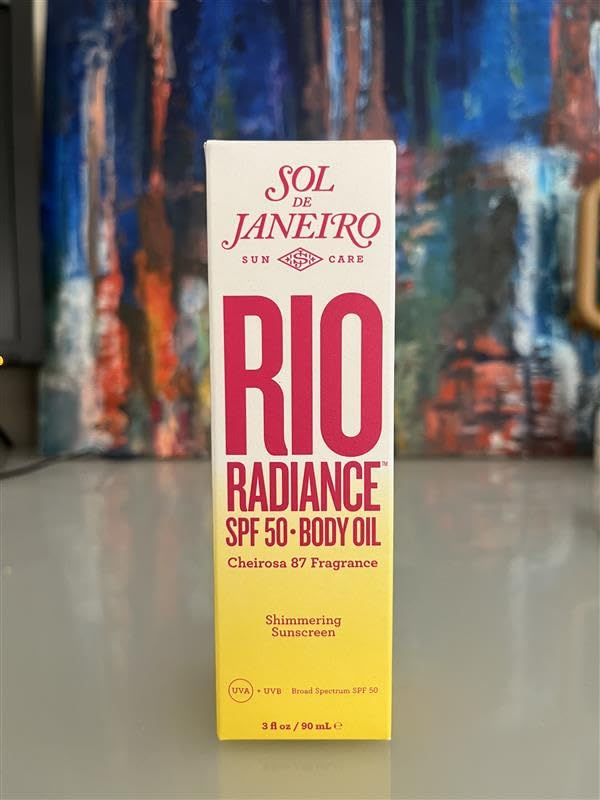 SOL
DE
JANEIRO
SUN CARE
RIO
RADIANCE™
SPF 50 • BODY OIL
Cheirosa 87 Fragrance
Shimmering
Sunscreen
UVA + UVB Broad Spectrum SPF 50
3 fl oz / 90 mL ℮